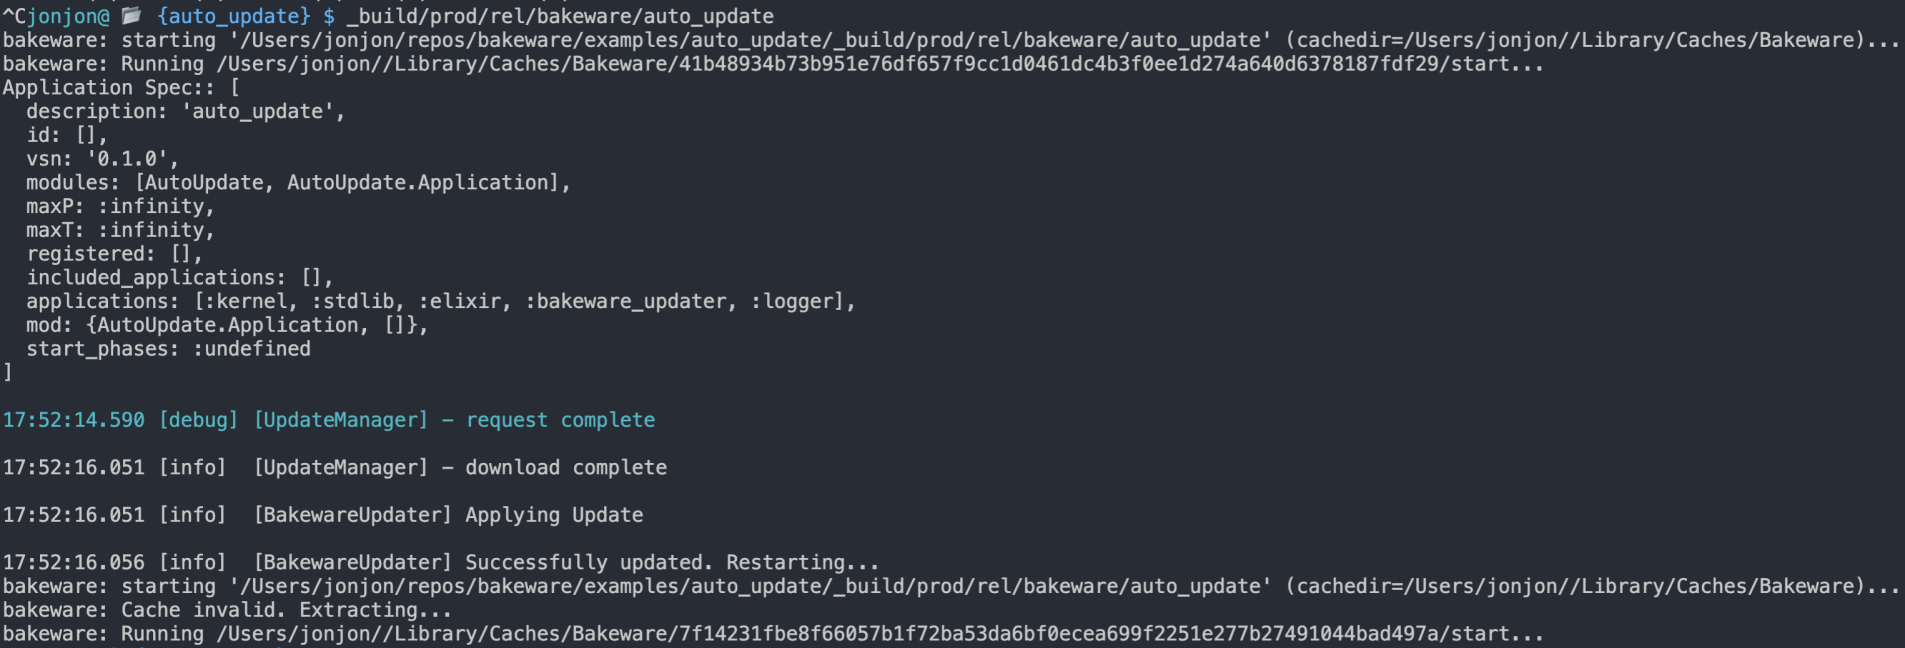 ^Cjonjon@ {auto_update} $ _build/prod/rel/bakeware/auto_update
bakeware: starting '/Users/jonjon/repos/bakeware/examples/auto_update/_build/prod/rel/bakeware/auto_update' (cachedir=/Users/jonjon//Library/Caches/Bakeware)...
bakeware: Running /Users/jonjon//Library/Caches/Bakeware/41b48934b73b951e76df657f9cc1d0461dc4b3f0ee1d274a640d6378187fdf29/start...
Application Spec:: [
  description: 'auto_update',
  id: [],
  vsn: '0.1.0',
  modules: [AutoUpdate, AutoUpdate.Application],
  maxP: :infinity,
  maxT: :infinity,
  registered: [],
  included_applications: [],
  applications: [:kernel, :stdlib, :elixir, :bakeware_updater, :logger],
  mod: {AutoUpdate.Application, []},
  start_phases: :undefined
]
17:52:14.590 [debug] [UpdateManager] – request complete
17:52:16.051 [info]  [UpdateManager] – download complete
17:52:16.051 [info]  [BakewareUpdater] Applying Update
17:52:16.056 [info]  [BakewareUpdater] Successfully updated. Restarting...
bakeware: starting '/Users/jonjon/repos/bakeware/examples/auto_update/_build/prod/rel/bakeware/auto_update' (cachedir=/Users/jonjon//Library/Caches/Bakeware)...
bakeware: Cache invalid. Extracting...
bakeware: Running /Users/jonjon//Library/Caches/Bakeware/7f14231fbe8f66057b1f72ba53da6bf0ecea699f2251e277b27491044bad497a/start...